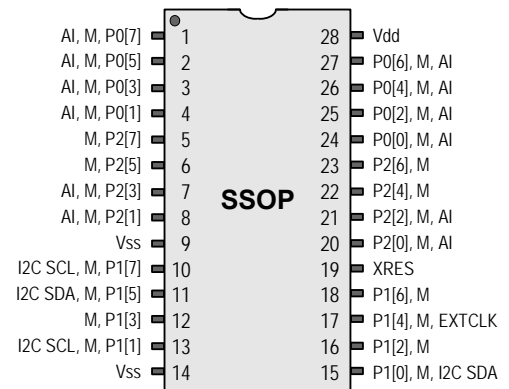 AI, M, P0[7] 1 28 Vdd
AI, M, P0[5] 2 27 P0[6], M, AI
AI, M, P0[3] 3 26 P0[4], M, AI
AI, M, P0[1] 4 25 P0[2], M, AI
M, P2[7] 5 24 P0[0], M, AI
M, P2[5] 6 23 P2[6], M
AI, M, P2[3] 7 22 P2[4], M
SSOP
AI, M, P2[1] 8 21 P2[2], M, AI
Vss 9 20 P2[0], M, AI
I2C SCL, M, P1[7] 10 19 XRES
I2C SDA, M, P1[5] 11 18 P1[6], M
M, P1[3] 12 17 P1[4], M, EXTCLK
I2C SCL, M, P1[1] 13 16 P1[2], M
Vss 14 15 P1[0], M, I2C SDA